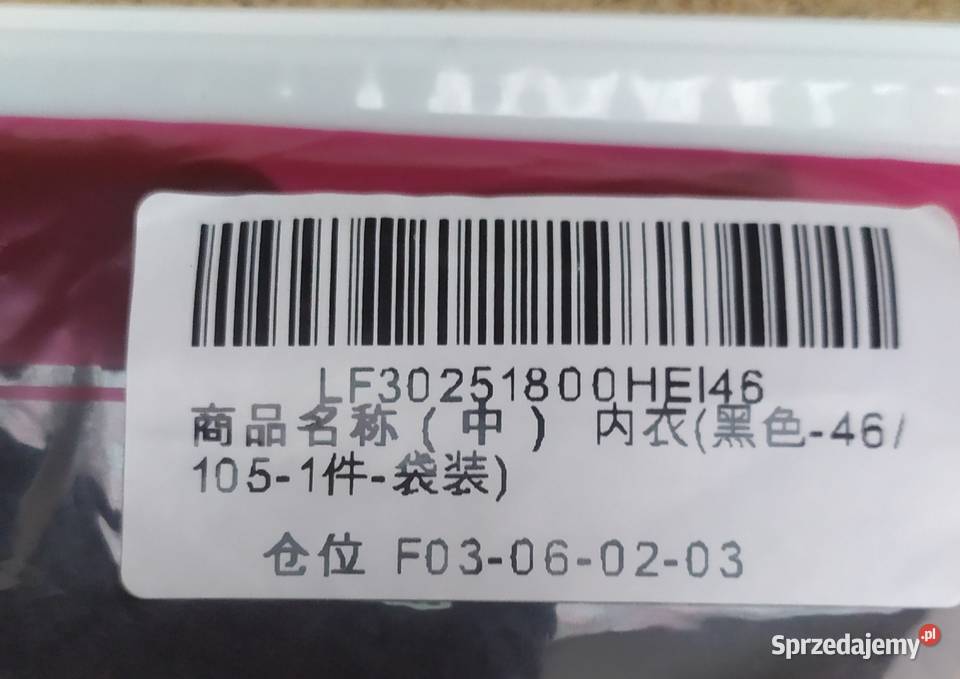 LF30251800HEI46
商品名称（中） 内衣(黑色-46/
105-1件-袋装)
仓位 F03-06-02-03
Sprzedajemy.pl